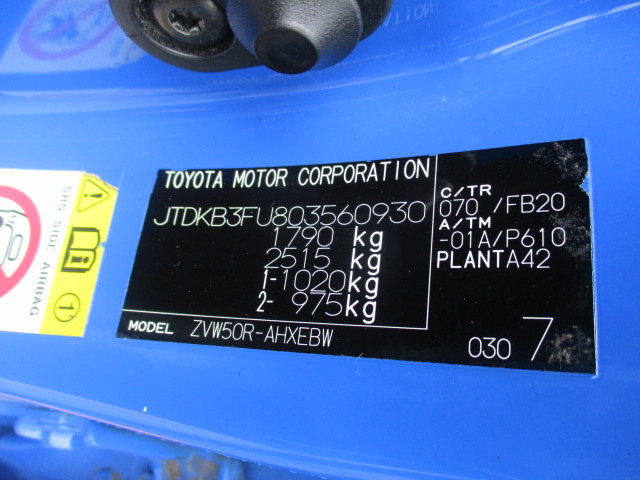 TOYOTA MOTOR CORPORATION
JTDKB3FU803560930
1790 kg
2515 kg
1-1020kg
2- 975kg
C/TR
070 /FB20
A/TM
-01A/P610
PLANTA42
MODEL ZVW50R-AHXEBW
030 7
SRS SIDE AIRBAG
1